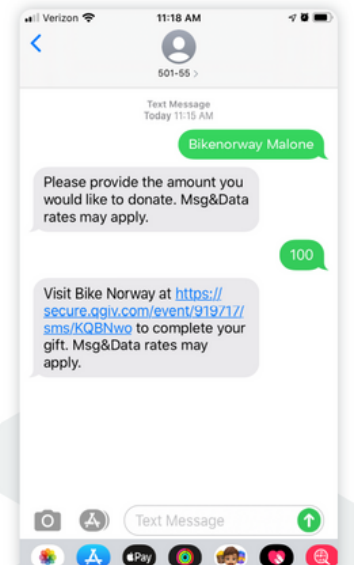 Verizon
11:18 AM
501-55 >
Text Message
Today 11:15 AM
Bikenorway Malone
Please provide the amount you
would like to donate. Msg&Data
rates may apply.
100
Visit Bike Norway at https://
secure.qgiv.com/event/919717/
sms/KQBNwo to complete your
gift. Msg&Data rates may
apply.
Text Message
Pay